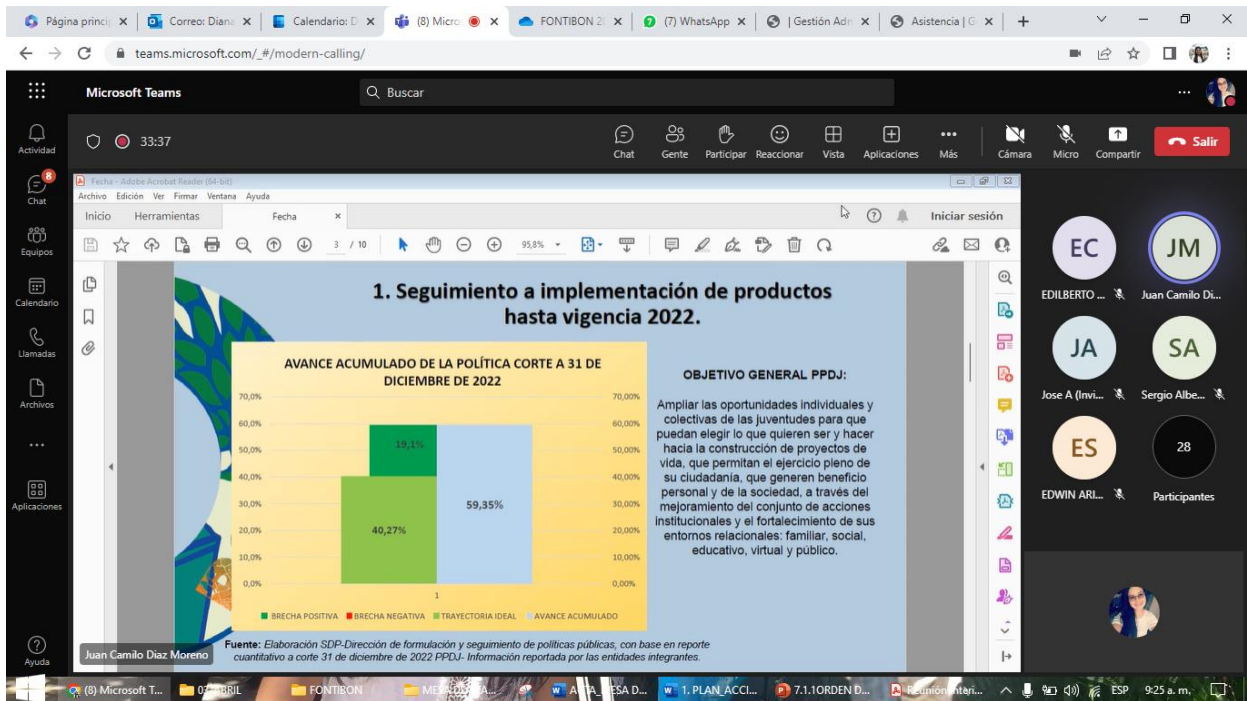 Página princi
Correo: Diana
Calendario: D
(8) Micro
FONTIBON 2
(7) WhatsApp
| Gestión Adn
Asistencia | G
teams.microsoft.com/_#/modern-calling/
Microsoft Teams
Buscar
33:37
Chat
Gente
Participar
Reaccionar
Vista
Aplicaciones
Más
Cámara
Micro
Compartir
Salir
Actividad
8
Chat
Equipos
Calendario
Llamadas
Archivos
Aplicaciones
Ayuda
Fecha - Adobe Acrobat Reader (64-bit)
Archivo Edición Ver Firmar Ventana Ayuda
Inicio Herramientas Fecha
Iniciar sesión
3 / 10
95,8%
1. Seguimiento a implementación de productos
hasta vigencia 2022.
AVANCE ACUMULADO DE LA POLÍTICA CORTE A 31 DE
DICIEMBRE DE 2022
70,0%
60,0%
50,0%
40,0%
30,0%
20,0%
10,0%
0,0%
19,1%
40,27%
59,35%
1
70,00%
60,00%
50,00%
40,00%
30,00%
20,00%
10,00%
0,00%
BRECHA POSITIVA BRECHA NEGATIVA TRAYECTORIA IDEAL AVANCE ACUMULADO
OBJETIVO GENERAL PPDJ:
Ampliar las oportunidades individuales y
colectivas de las juventudes para que
puedan elegir lo que quieren ser y hacer
hacia la construcción de proyectos de
vida, que permitan el ejercicio pleno de
su ciudadanía, que generen beneficio
personal y de la sociedad, a través del
mejoramiento del conjunto de acciones
institucionales y el fortalecimiento de sus
entornos relacionales: familiar, social,
educativo, virtual y público.
Fuente: Elaboración SDP-Dirección de formulación y seguimiento de políticas públicas, con base en reporte
cuantitativo a corte 31 de diciembre de 2022 PPDJ- Información reportada por las entidades integrantes.
Juan Camilo Diaz Moreno
EC
EDILBERTO ...
JM
Juan Camilo Di...
JA
Jose A (Invi...
SA
Sergio Albe...
ES
EDWIN ARI...
28
Participantes
(8) Microsoft T...
FONTIBON
1. PLAN_ACCI...
7.1.1ORDEN D...
ESP
9:25 a. m.